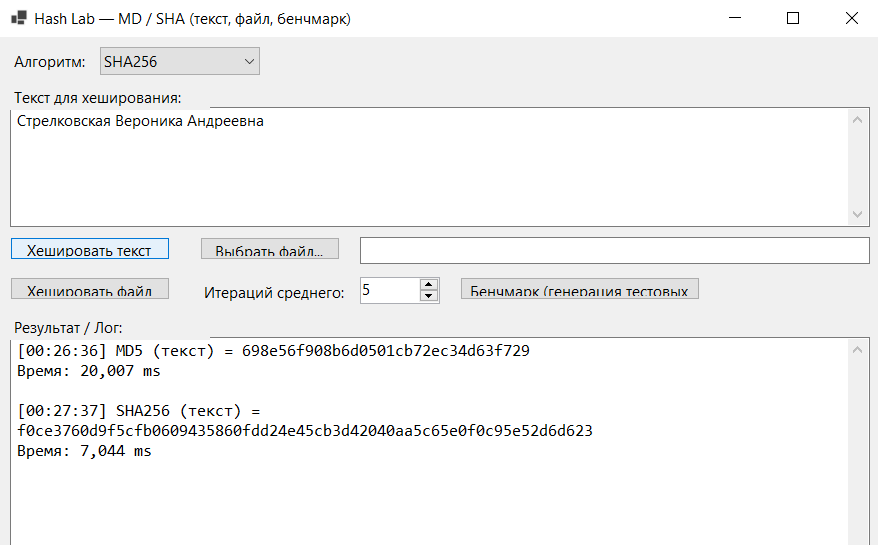 Hash Lab — MD / SHA (текст, файл, бенчмарк)
Алгоритм: SHA256
Текст для хеширования:
Стрелковская Вероника Андреевна
Хешировать текст Выбрать файл...
Хешировать файл Итераций среднего: 5 Бенчмарк (генерация тестовых
Результат / Лог:
[00:26:36] MD5 (текст) = 698e56f908b6d0501cb72ec34d63f729
Время: 20,007 ms
[00:27:37] SHA256 (текст) =
f0ce3760d9f5cfb0609435860fdd24e45cb3d42040aa5c65e0f0c95e52d6d623
Время: 7,044 ms